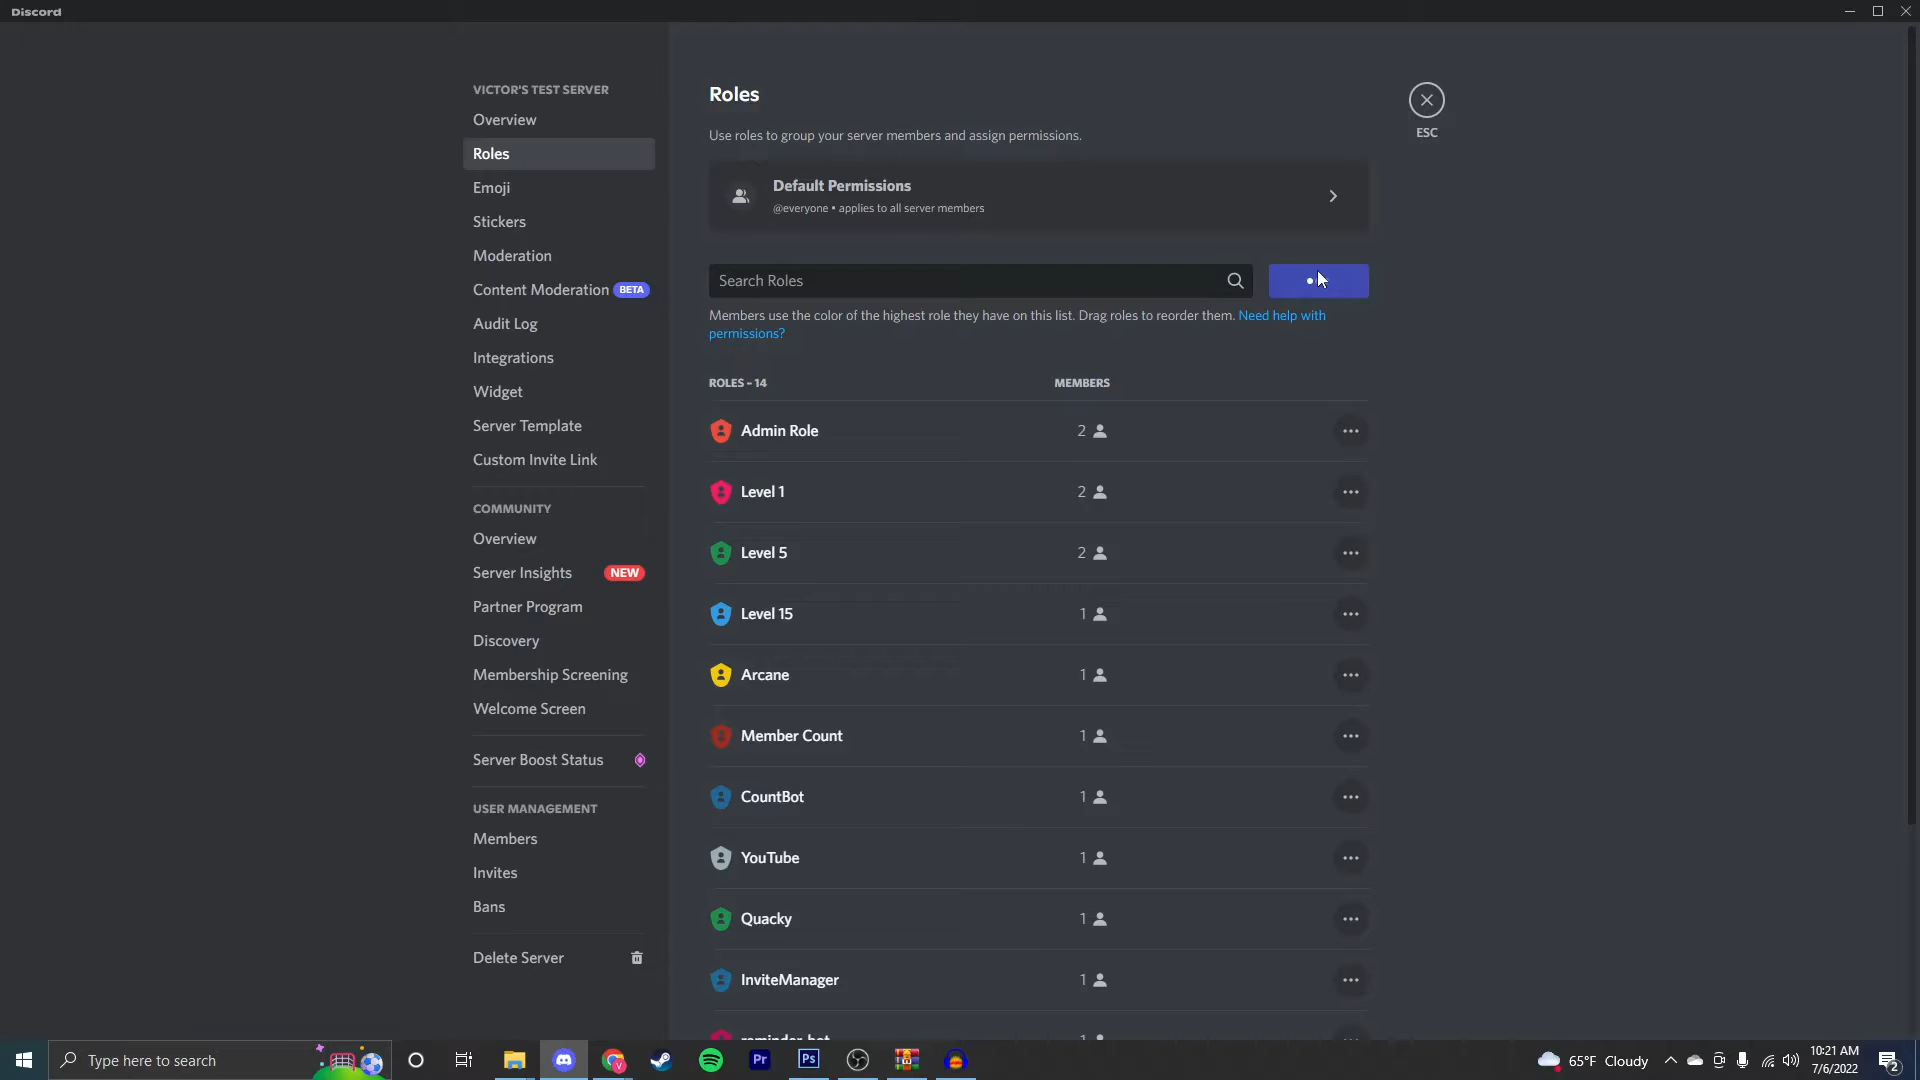 Discord
VICTOR'S TEST SERVER
Overview
Roles
Emoji
Stickers
Moderation
Content Moderation BETA
Audit Log
Integrations
Widget
Server Template
Custom Invite Link
COMMUNITY
Overview
Server Insights NEW
Partner Program
Discovery
Membership Screening
Welcome Screen
Server Boost Status
USER MANAGEMENT
Members
Invites
Bans
Delete Server
Roles
Use roles to group your server members and assign permissions.
Default Permissions
@everyone • applies to all server members
Search Roles
Members use the color of the highest role they have on this list. Drag roles to reorder them. Need help with
permissions?
ROLES – 14 MEMBERS
Admin Role 2
Level 1 2
Level 5 2
Level 15 1
Arcane 1
Member Count 1
CountBot 1
YouTube 1
Quacky 1
InviteManager 1
reminder-bot 1
ESC
Type here to search
V
Pr
Ps
65°F Cloudy
10:21 AM
7/6/2022
2